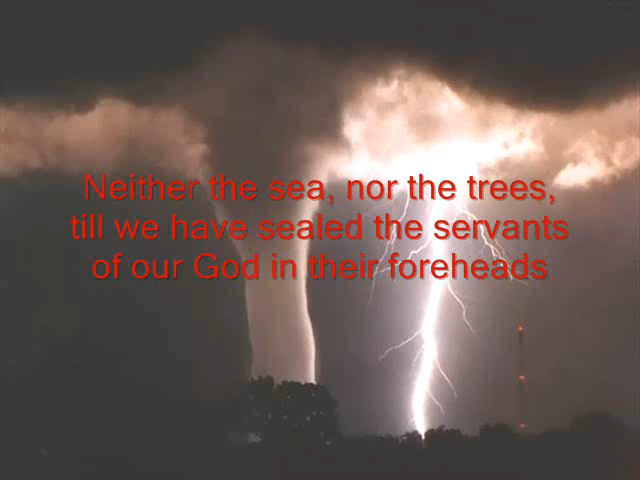 Neither the sea, nor the trees,
till we have sealed the servants
of our God in their foreheads